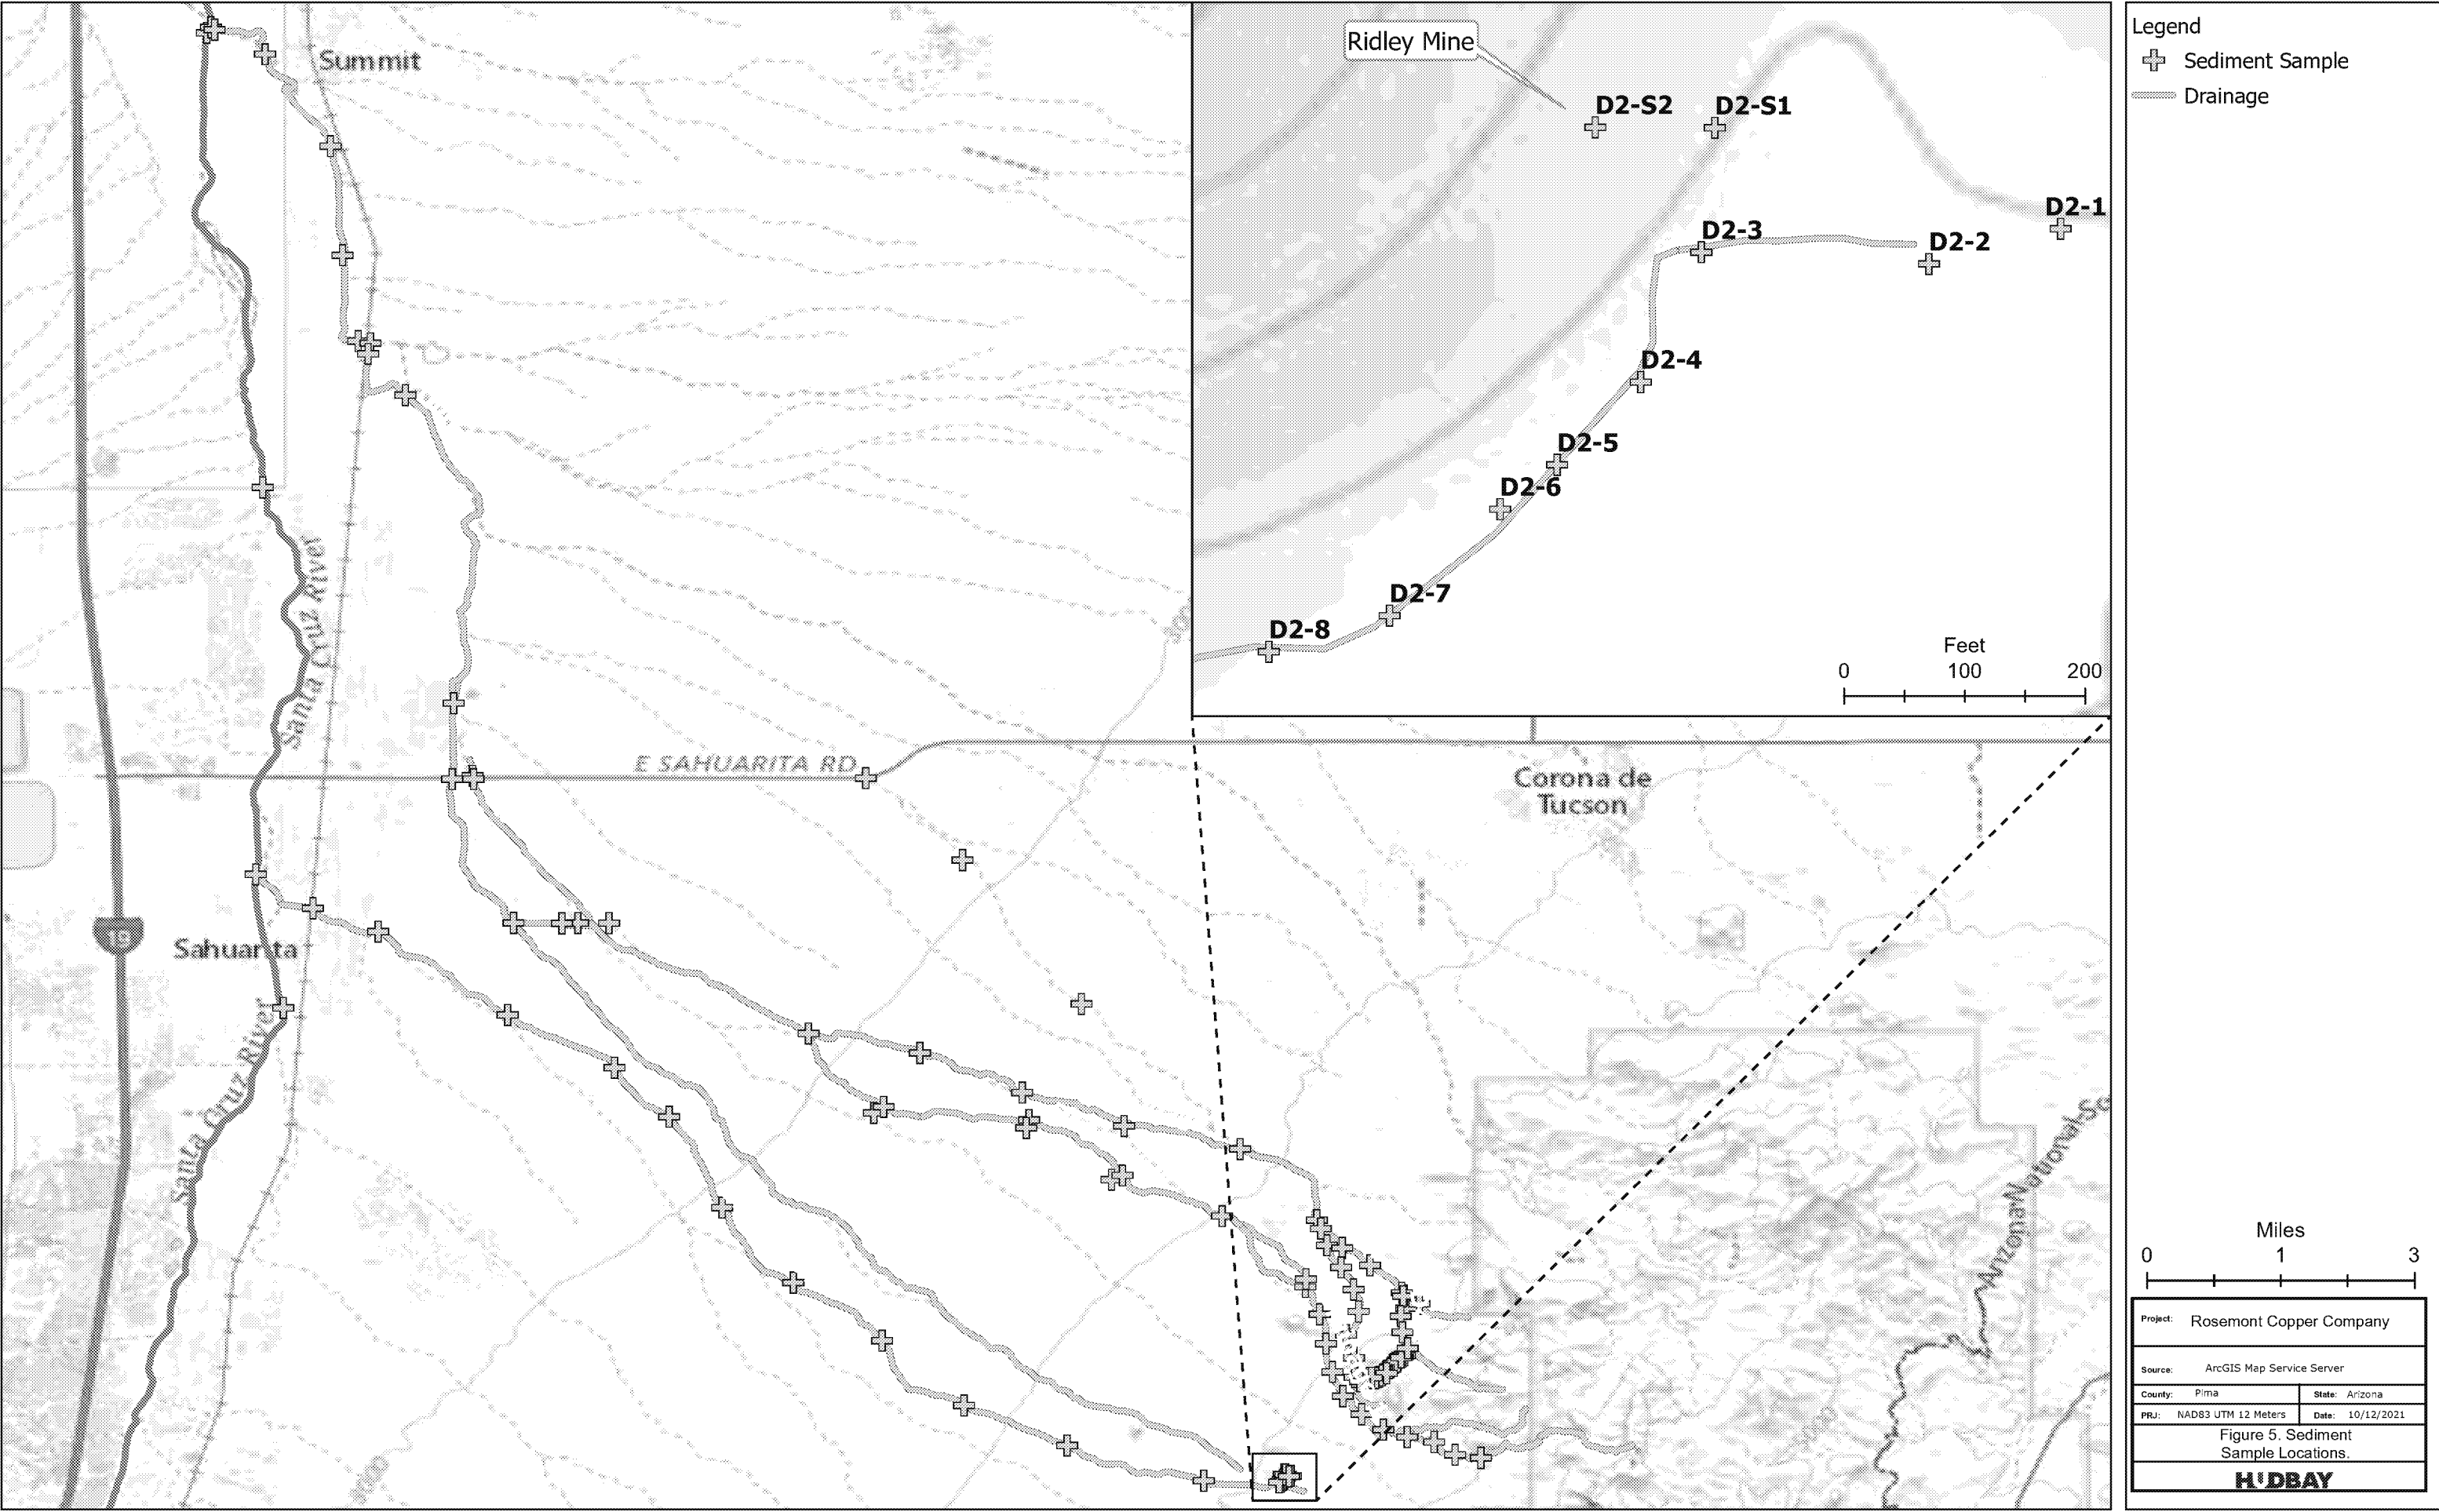 Summit
Ridley Mine
D2-S2
D2-S1
D2-1
D2-2
D2-3
D2-4
D2-5
D2-6
D2-7
D2-8
Feet
0 100 200
Santa Cruz River
E SAHUARITA RD
Corona de
Tucson
19
Sahuarita
Santa Cruz River
Legend
Sediment Sample
Drainage
Miles
0 1 3
Project: Rosemont Copper Company
Source: ArcGIS Map Service Server
County: Pima State: Arizona
PRJ: NAD83 UTM 12 Meters Date: 10/12/2021
Figure 5. Sediment
Sample Locations.
HUDBAY